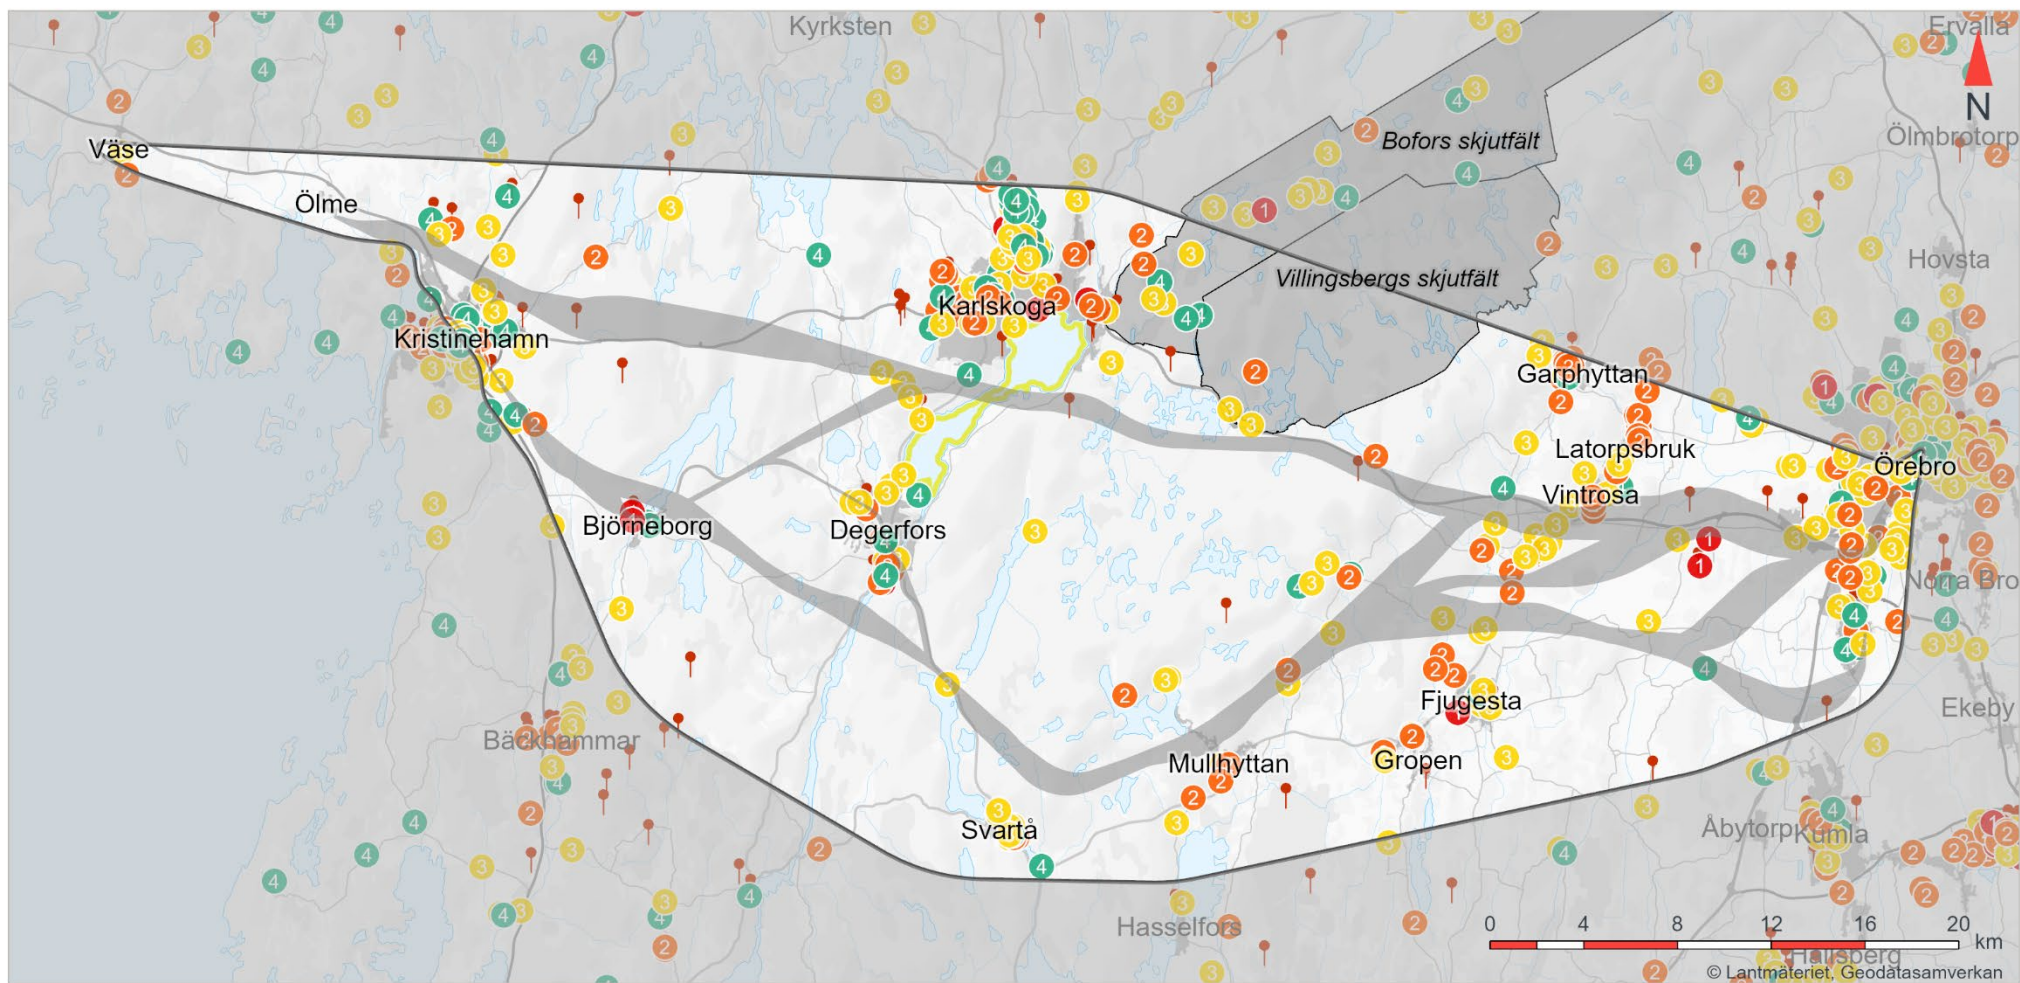 Kyrksten
Ervalla
N
Ölmbrotorp
Bofors skjutfält
Väse
Ölme
Hovsta
Villingsbergs skjutfält
Karlskoga
Kristinehamn
Garphyttan
Latorpsbruk
Örebro
Vintrosa
Björneborg
Degerfors
Norra Bro
Fjugesta
Ekeby
Bäckhammar
Mullhyttan
Gropen
Svartå
Åbytorp
Kumla
Hasselfors
0 4 8 12 16 20
km
Hallsberg
© Lantmäteriet, Geodatasamverkan